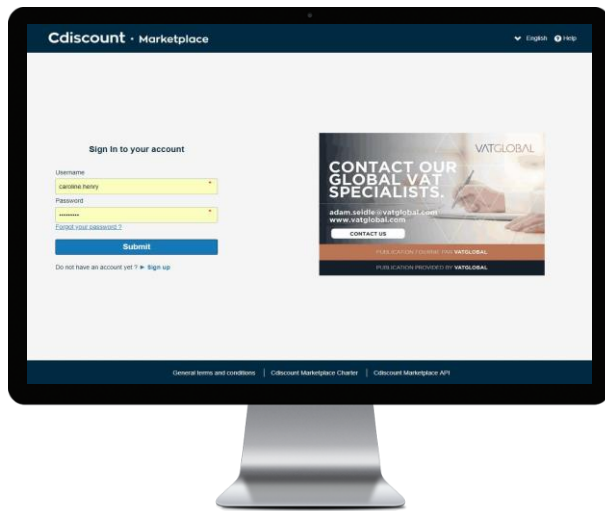 Cdiscount • Marketplace
English
Help
Sign In to your account
Username
caroline.henry
Password
Forgot your password ?
Submit
Do not have an account yet ? ► Sign up
VATGLOBAL
CONTACT OUR
GLOBAL VAT
SPECIALISTS.
adam.seidle@vatglobal.com
www.vatglobal.com
CONTACT US
PUBLICATION FOURNIE PAR VATGLOBAL
PUBLICATION PROVIDED BY VATGLOBAL
General terms and conditions | Cdiscount Marketplace Charter | Cdiscount Marketplace API